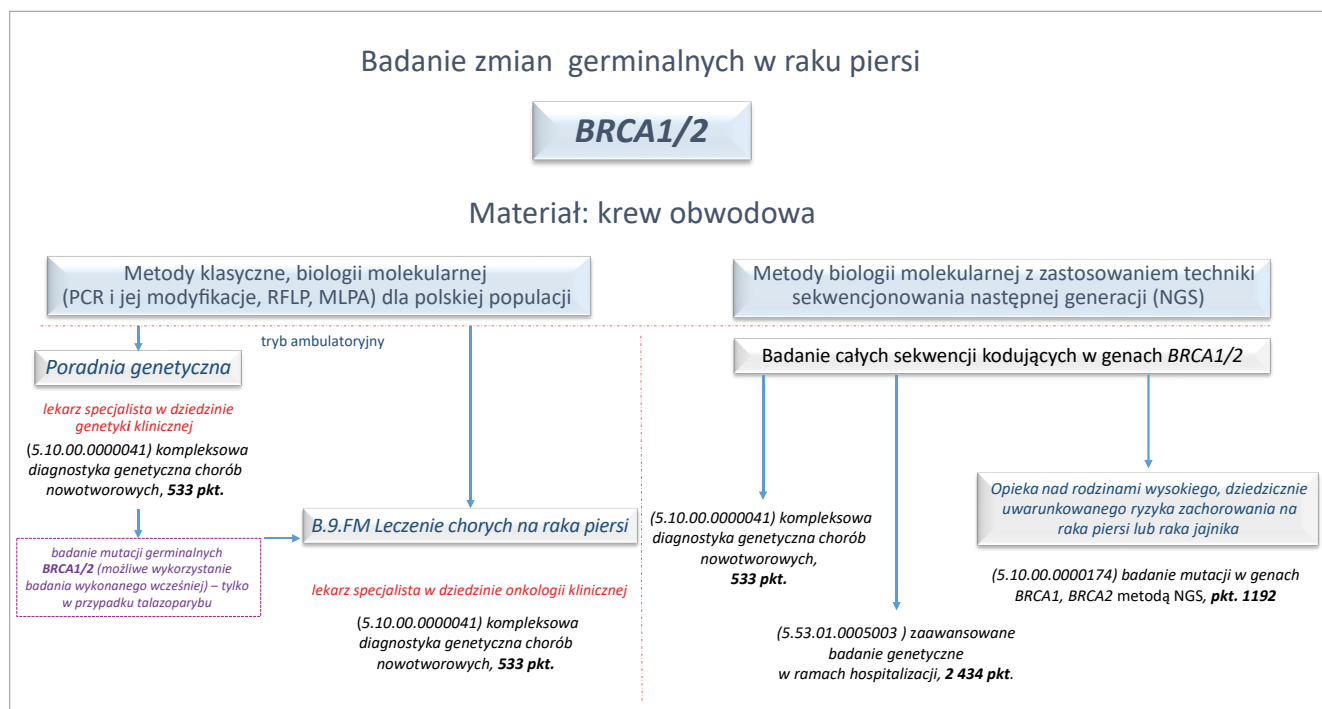 Badanie zmian germinalnych w raku piersi
BRCA1/2
Materiał: krew obwodowa
Metody klasyczne, biologii molekularnej
(PCR i jej modyfikacje, RFLP, MLPA) dla polskiej populacji
tryb ambulatoryjny
Poradnia genetyczna
lekarz specjalista w dziedzinie
genetyki klinicznej
(5.10.00.0000041) kompleksowa
diagnostyka genetyczna chorób
nowotworowych, 533 pkt.
badanie mutacji germinalnych
BRCA1/2 (możliwe wykorzystanie
badania wykonanego wcześniej) – tylko
w przypadku talazoparybu
B.9.FM Leczenie chorych na raka piersi
lekarz specjalista w dziedzinie onkologii klinicznej
(5.10.00.0000041) kompleksowa
diagnostyka genetyczna chorób
nowotworowych, 533 pkt.
Metody biologii molekularnej z zastosowaniem techniki
sekwencjonowania następnej generacji (NGS)
Badanie całych sekwencji kodujących w genach BRCA1/2
(5.10.00.0000041) kompleksowa
diagnostyka genetyczna chorób
nowotworowych,
533 pkt.
(5.53.01.0005003 ) zaawansowane
badanie genetyczne
w ramach hospitalizacji, 2 434 pkt.
Opieka nad rodzinami wysokiego, dziedzicznie
uwarunkowanego ryzyka zachorowania na
raka piersi lub raka jajnika
(5.10.00.0000174) badanie mutacji w genach
BRCA1, BRCA2 metodą NGS, pkt. 1192